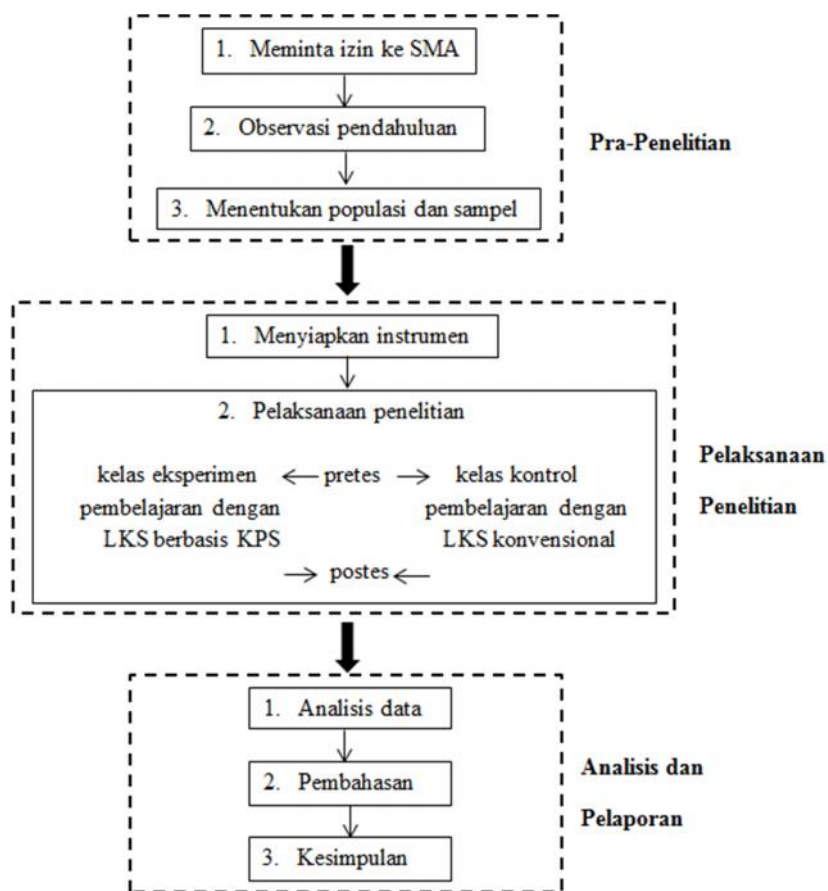 1. Meminta izin ke SMA
2. Observasi pendahuluan
Pra-Penelitian
3. Menentukan populasi dan sampel
1. Menyiapkan instrumen
2. Pelaksanaan penelitian
kelas eksperimen pretes kelas kontrol
pembelajaran dengan pembelajaran dengan
LKS berbasis KPS LKS konvensional
postes
Pelaksanaan
Penelitian
1. Analisis data
2. Pembahasan
3. Kesimpulan
Analisis dan
Pelaporan